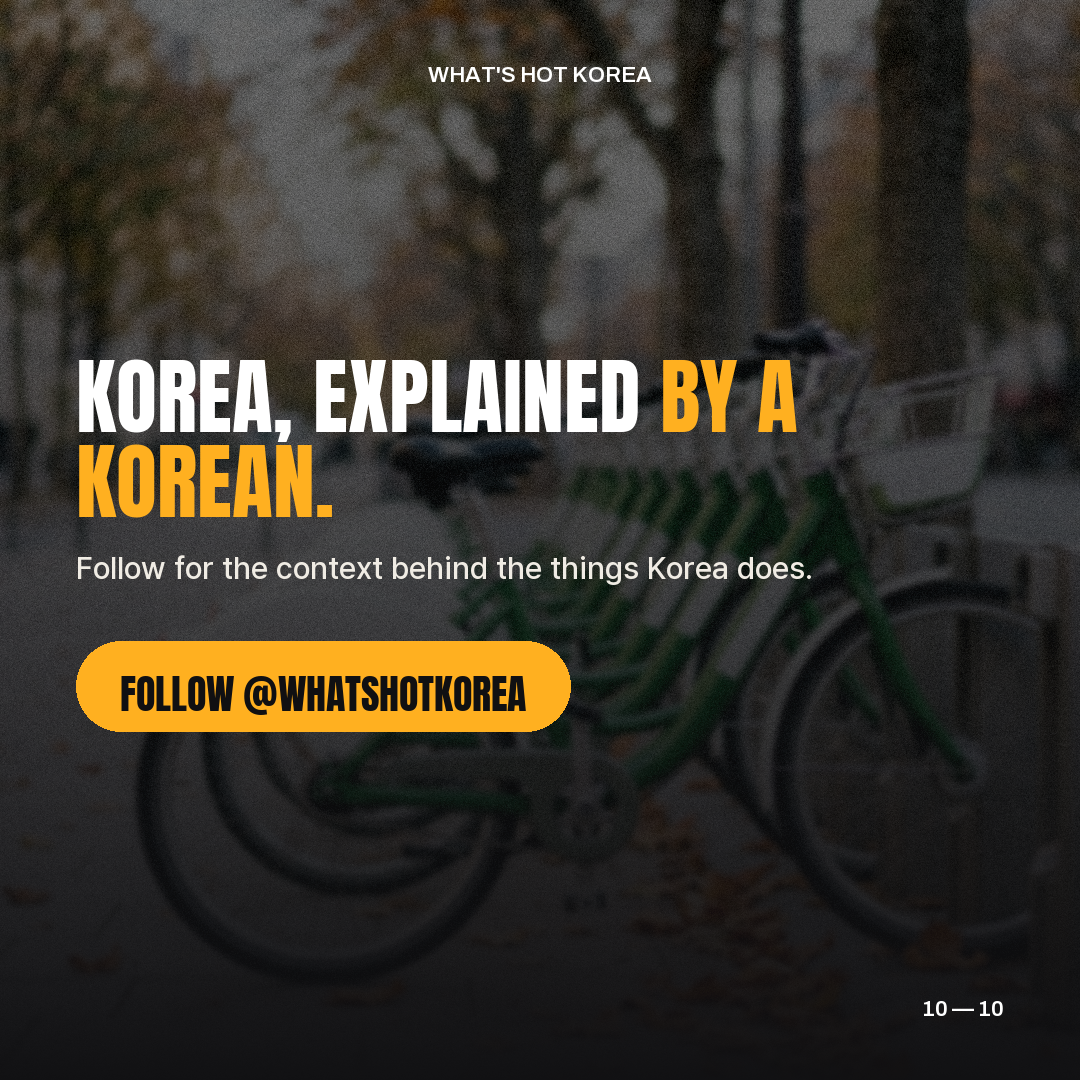 WHAT'S HOT KOREA
KOREA, EXPLAINED BY A
KOREAN.
Follow for the context behind the things Korea does.
FOLLOW @WHATSHOTKOREA
10 — 10